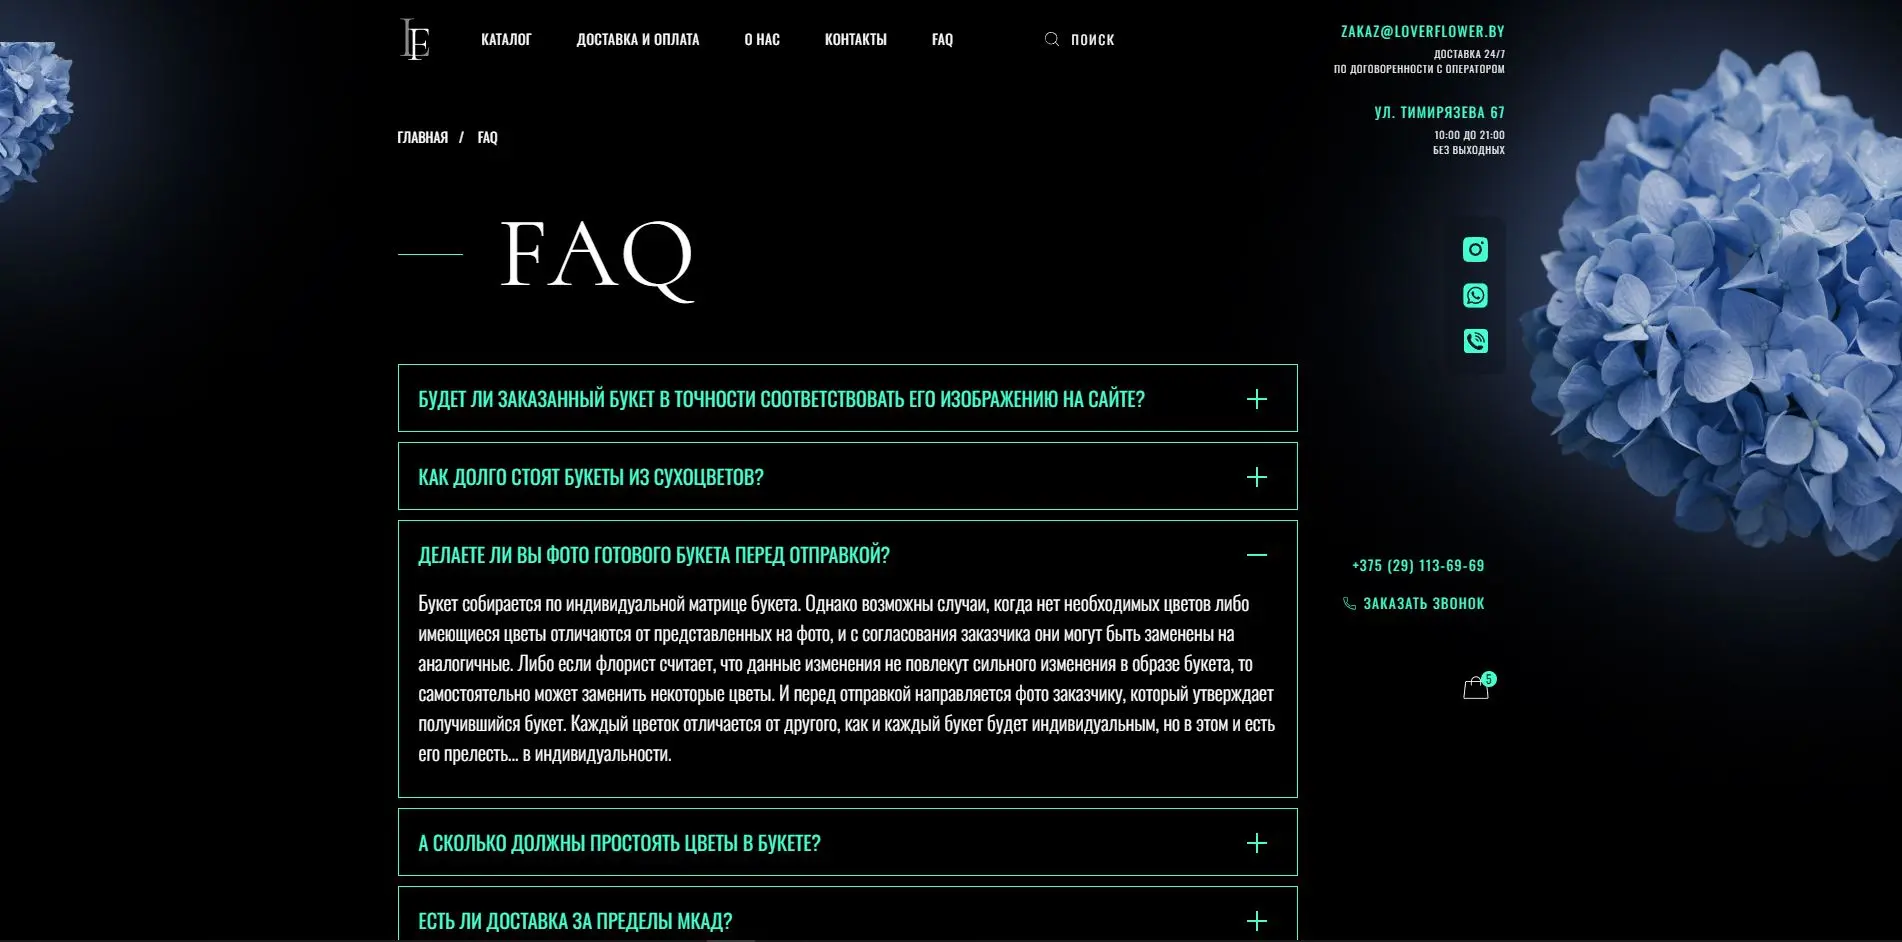 LF
КАТАЛОГ
ДОСТАВКА И ОПЛАТА
О НАС
КОНТАКТЫ
FAQ
ПОИСК
ZAKAZ@LOVERFLOWER.BY
ДОСТАВКА 24/7
ПО ДОГОВОРЕННОСТИ С ОПЕРАТОРОМ
УЛ. ТИМИРЯЗЕВА 67
10:00 ДО 21:00
БЕЗ ВЫХОДНЫХ
ГЛАВНАЯ / FAQ
FAQ
БУДЕТ ЛИ ЗАКАЗАННЫЙ БУКЕТ В ТОЧНОСТИ СООТВЕТСТВОВАТЬ ЕГО ИЗОБРАЖЕНИЮ НА САЙТЕ?
КАК ДОЛГО СТОЯТ БУКЕТЫ ИЗ СУХОЦВЕТОВ?
ДЕЛАЕТЕ ЛИ ВЫ ФОТО ГОТОВОГО БУКЕТА ПЕРЕД ОТПРАВКОЙ?
Букет собирается по индивидуальной матрице букета. Однако возможны случаи, когда нет необходимых цветов либо
имеющиеся цветы отличаются от представленных на фото, и с согласования заказчика они могут быть заменены на
аналогичные. Либо если флорист считает, что данные изменения не повлекут сильного изменения в образе букета, то
самостоятельно может заменить некоторые цветы. И перед отправкой направляется фото заказчику, который утверждает
получившийся букет. Каждый цветок отличается от другого, как и каждый букет будет индивидуальным, но в этом и есть
его прелесть... в индивидуальности.
А СКОЛЬКО ДОЛЖНЫ ПРОСТОЯТЬ ЦВЕТЫ В БУКЕТЕ?
ЕСТЬ ЛИ ДОСТАВКА ЗА ПРЕДЕЛЫ МКАД?
+375 (29) 113-69-69
ЗАКАЗАТЬ ЗВОНОК
5